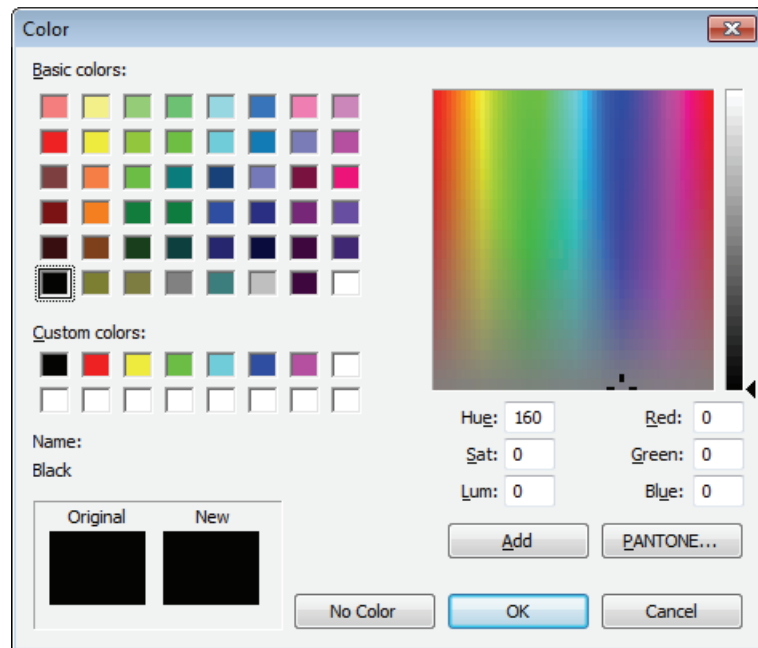 Color
Basic colors:
Custom colors:
Name:
Black
Original New
Hue: 160 Red: 0
Sat: 0 Green: 0
Lum: 0 Blue: 0
Add PANTONE...
No Color OK Cancel